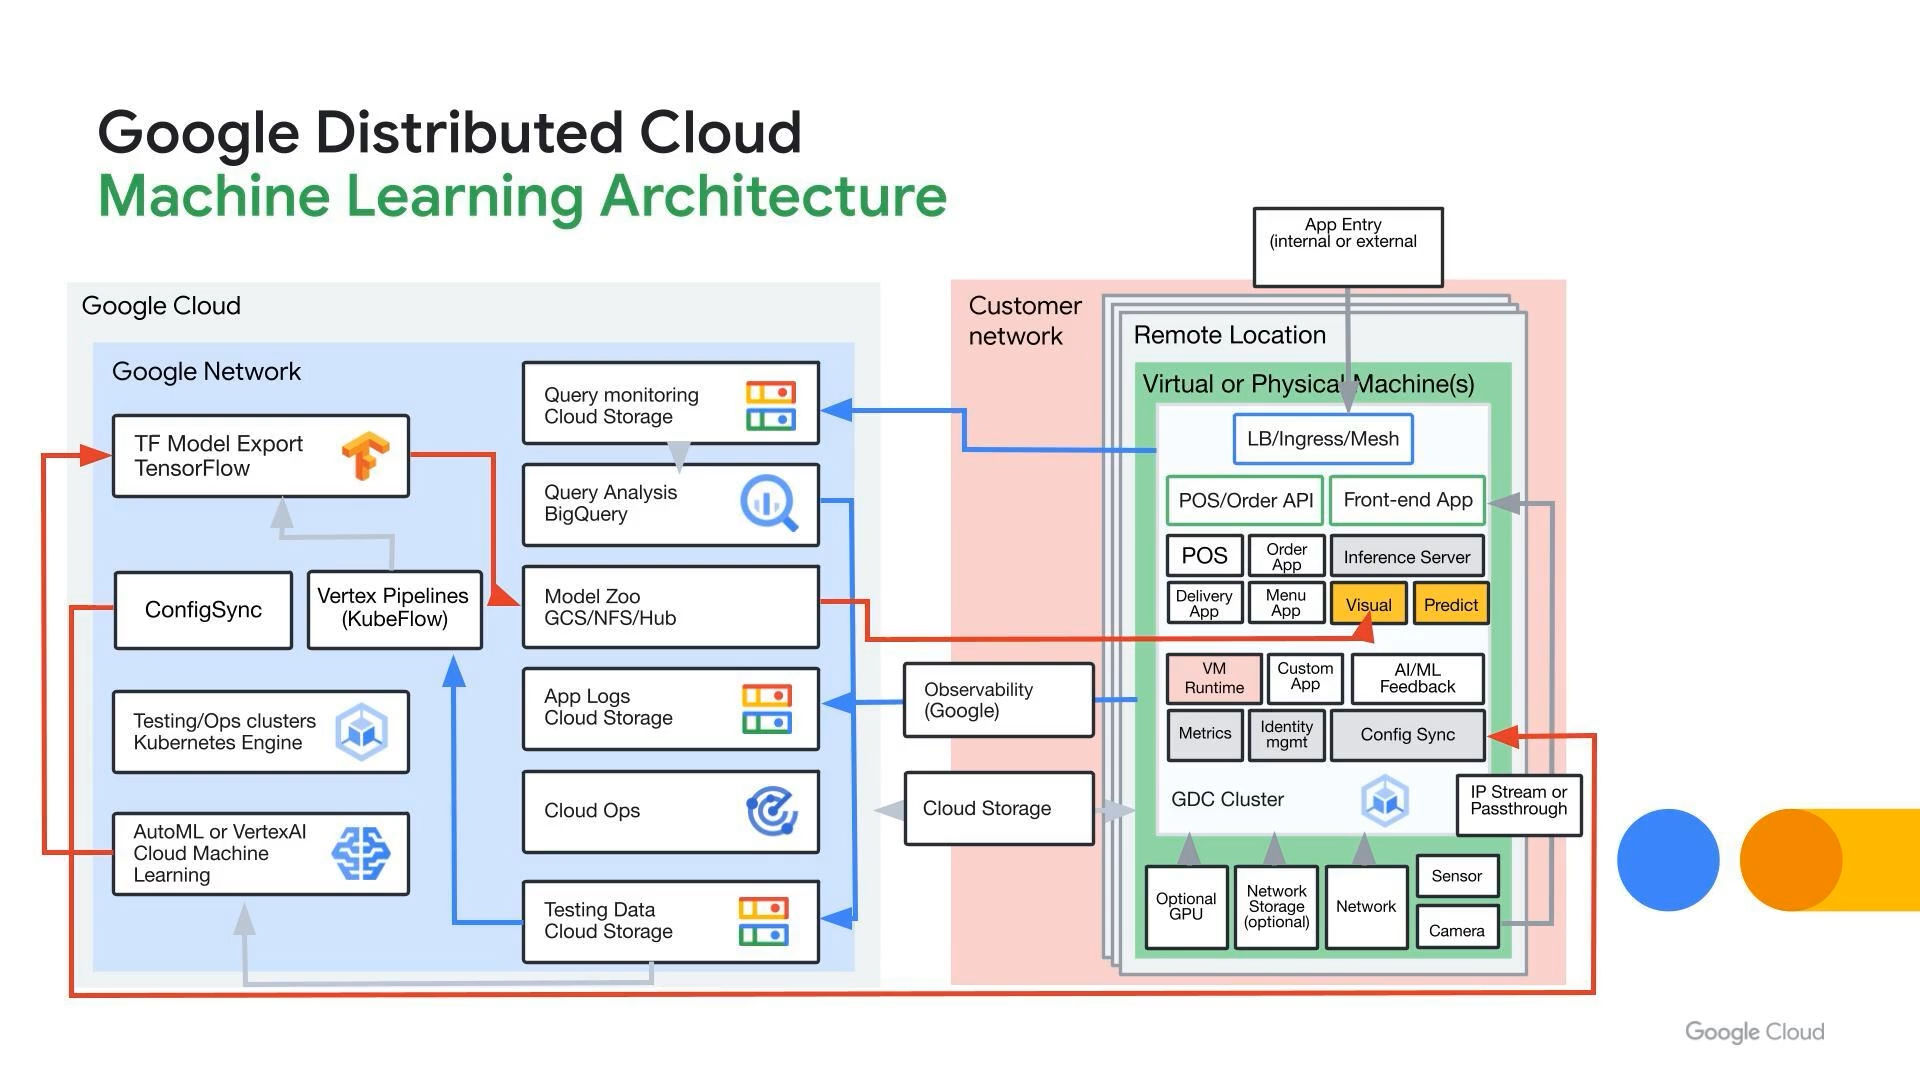 Google Distributed Cloud
Machine Learning Architecture
App Entry
(internal or external
Google Cloud
Google Network
TF Model Export
TensorFlow
ConfigSync
Vertex Pipelines
(KubeFlow)
Testing/Ops clusters
Kubernetes Engine
AutoML or VertexAI
Cloud Machine
Learning
Query monitoring
Cloud Storage
Query Analysis
BigQuery
Model Zoo
GCS/NFS/Hub
App Logs
Cloud Storage
Cloud Ops
Testing Data
Cloud Storage
Observability
(Google)
Cloud Storage
Customer
network
Remote Location
Virtual or Physical Machine(s)
LB/Ingress/Mesh
POS/Order API
Front-end App
POS
Order
App
Inference Server
Delivery
App
Menu
App
Visual
Predict
VM
Runtime
Custom
App
AI/ML
Feedback
Metrics
Identity
mgmt
Config Sync
GDC Cluster
IP Stream or
Passthrough
Optional
GPU
Network
Storage
(optional)
Network
Sensor
Camera
Google Cloud